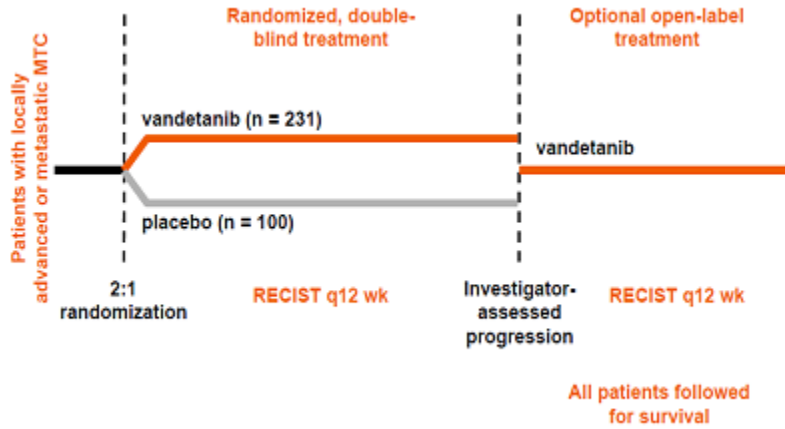 Patients with locally
advanced or metastatic MTC
Randomized, double-
blind treatment
Optional open-label
treatment
vandetanib (n = 231)
vandetanib
placebo (n = 100)
2:1
randomization
RECIST q12 wk
Investigator-
assessed
progression
RECIST q12 wk
All patients followed
for survival